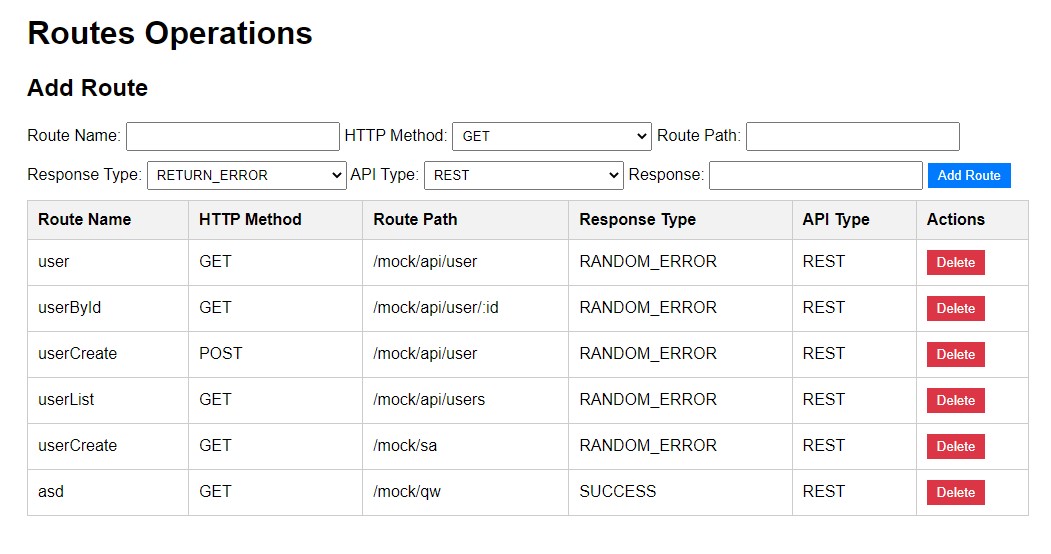 Routes Operations
Add Route
Route Name: HTTP Method: GET Route Path:
Response Type: RETURN_ERROR API Type: REST Response: Add Route
Route Name HTTP Method Route Path Response Type API Type Actions
user GET /mock/api/user RANDOM_ERROR REST Delete
userById GET /mock/api/user/:id RANDOM_ERROR REST Delete
userCreate POST /mock/api/user RANDOM_ERROR REST Delete
userList GET /mock/api/users RANDOM_ERROR REST Delete
userCreate GET /mock/sa RANDOM_ERROR REST Delete
asd GET /mock/qw SUCCESS REST Delete